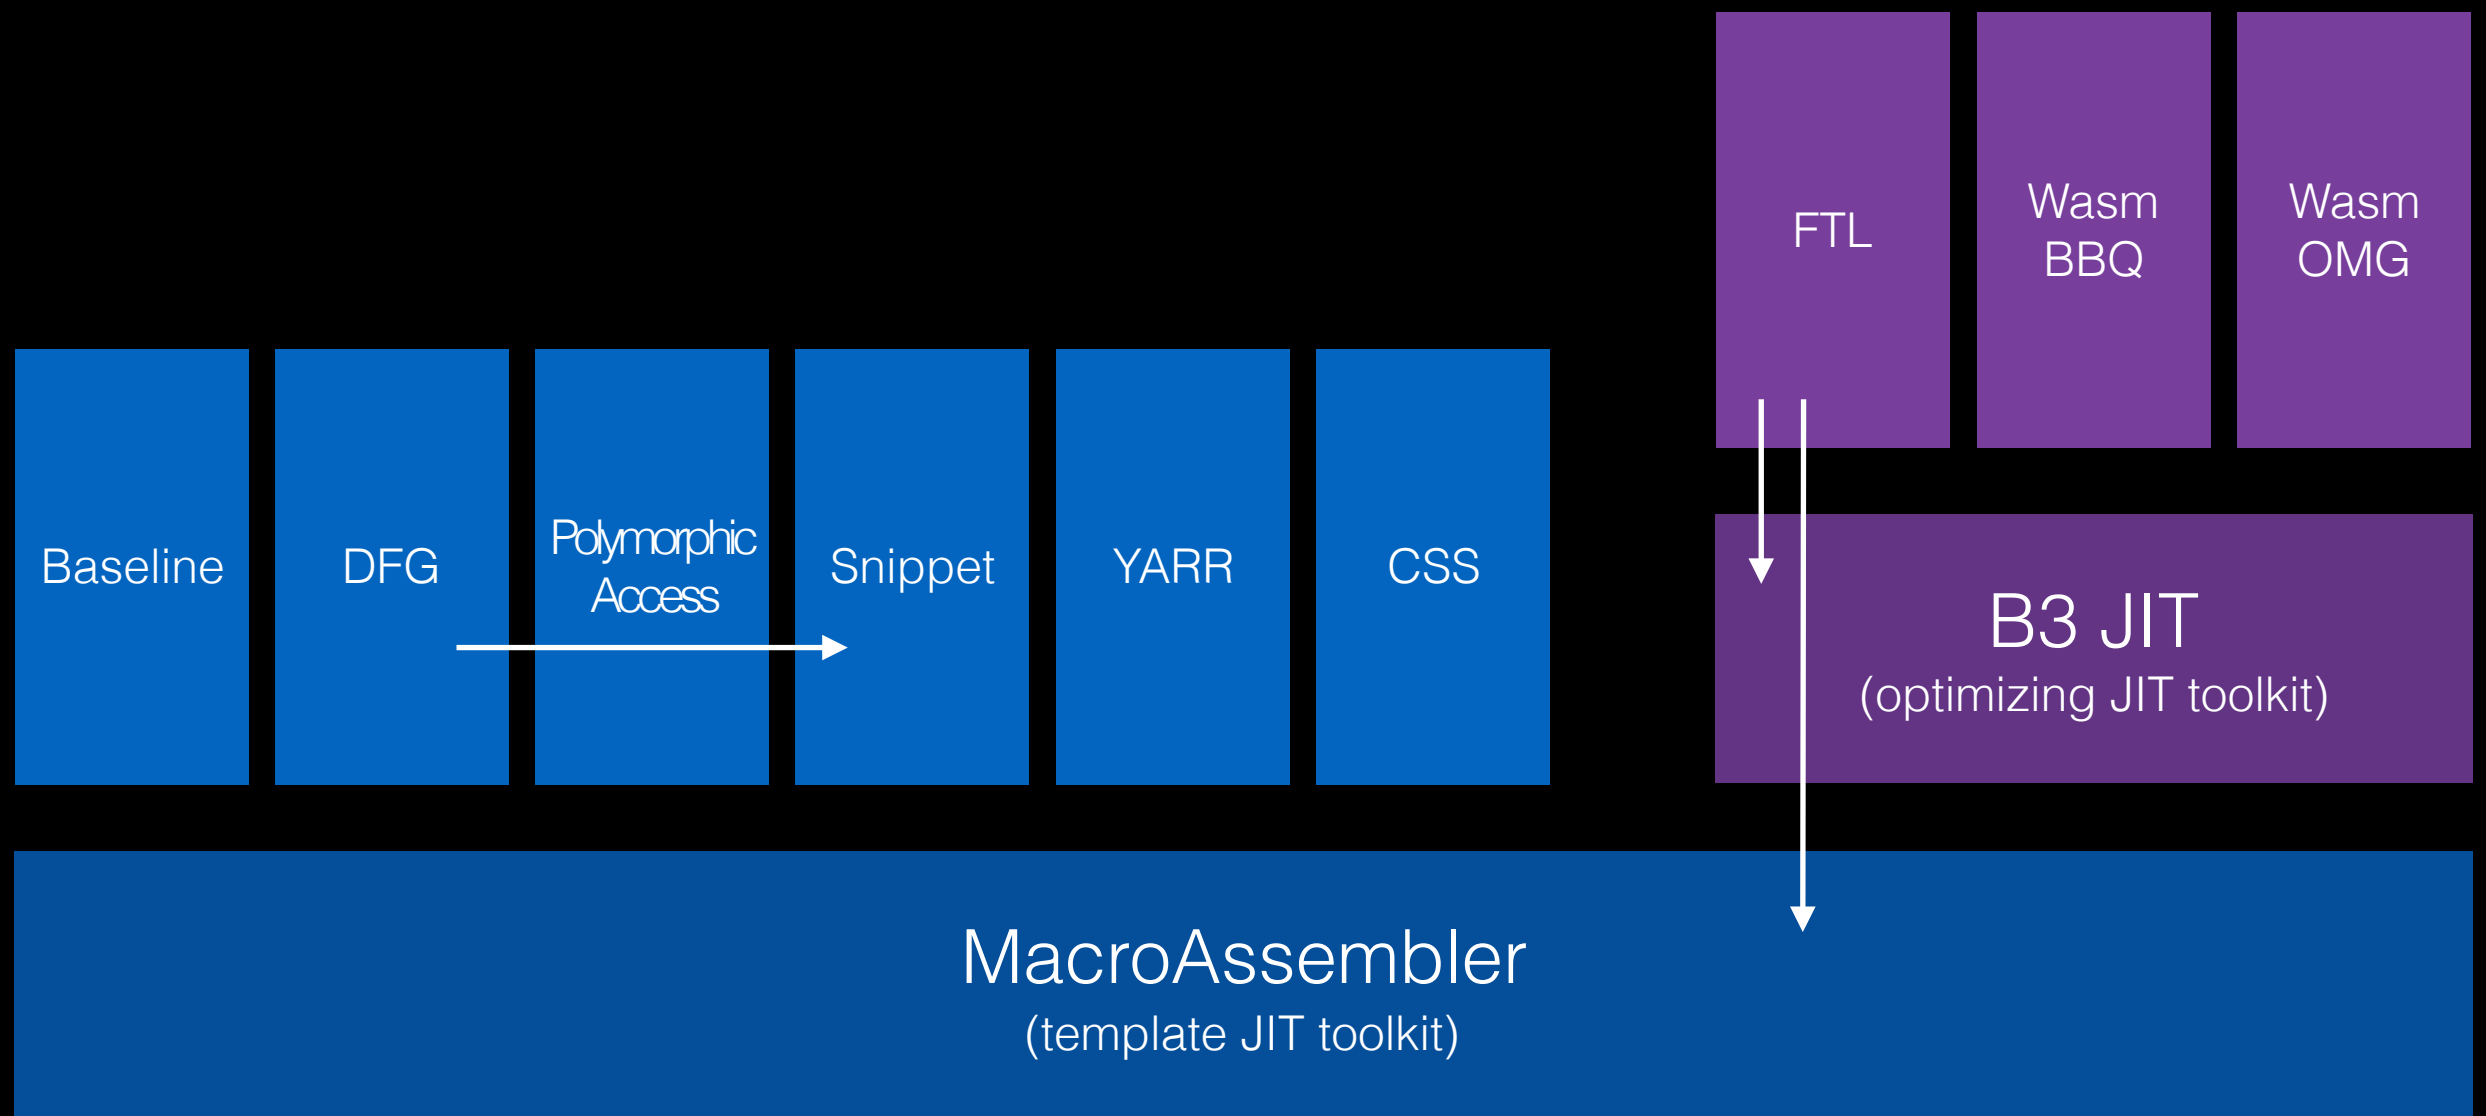 FTL
Wasm
BBQ
Wasm
OMG
Baseline
DFG
Polymorphic
Access
Snippet
YARR
CSS
B3 JIT
(optimizing JIT toolkit)
MacroAssembler
(template JIT toolkit)